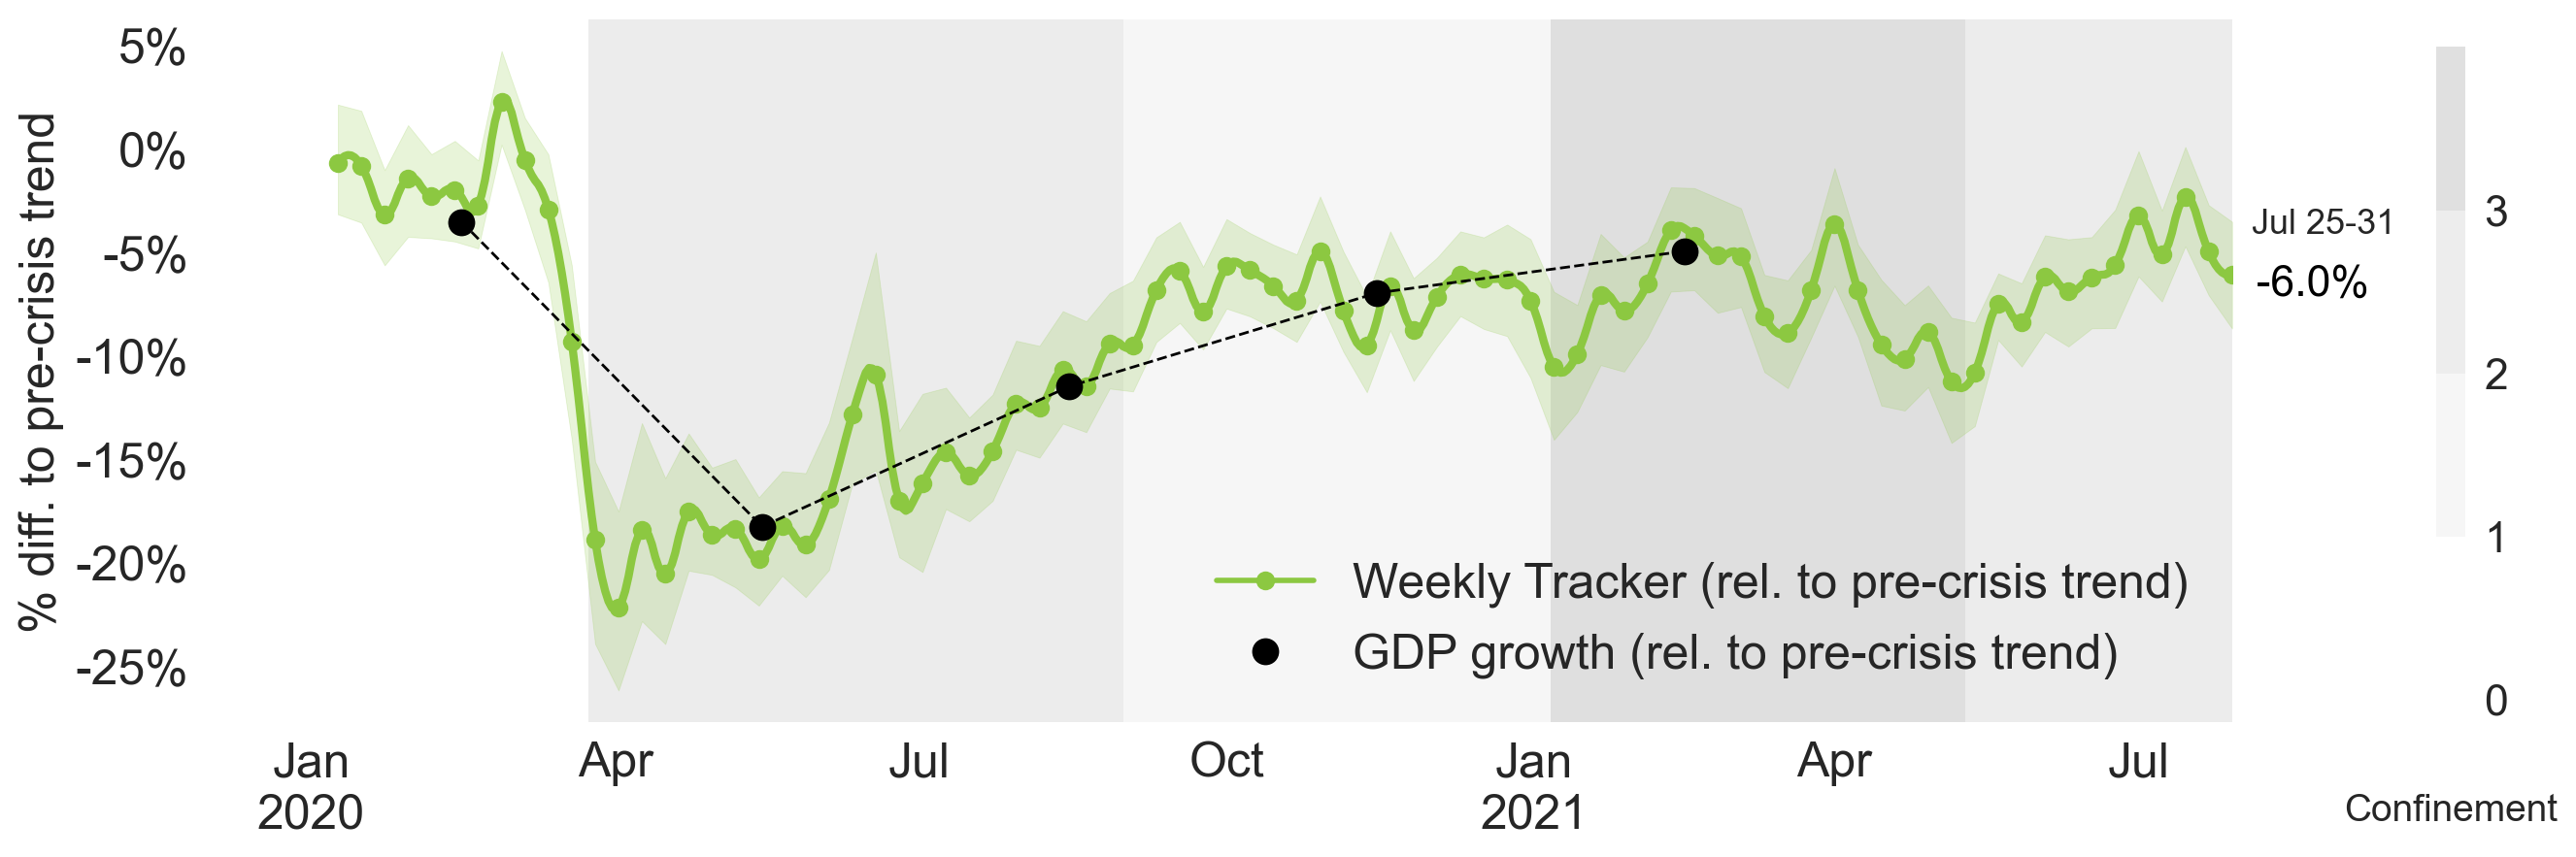 % diff. to pre-crisis trend
5%
0%
-5%
-10%
-15%
-20%
-25%
Jan
2020
Apr
Jul
Oct
Jan
2021
Apr
Jul
Weekly Tracker (rel. to pre-crisis trend)
GDP growth (rel. to pre-crisis trend)
Jul 25-31
-6.0%
3
2
1
0
Confinement